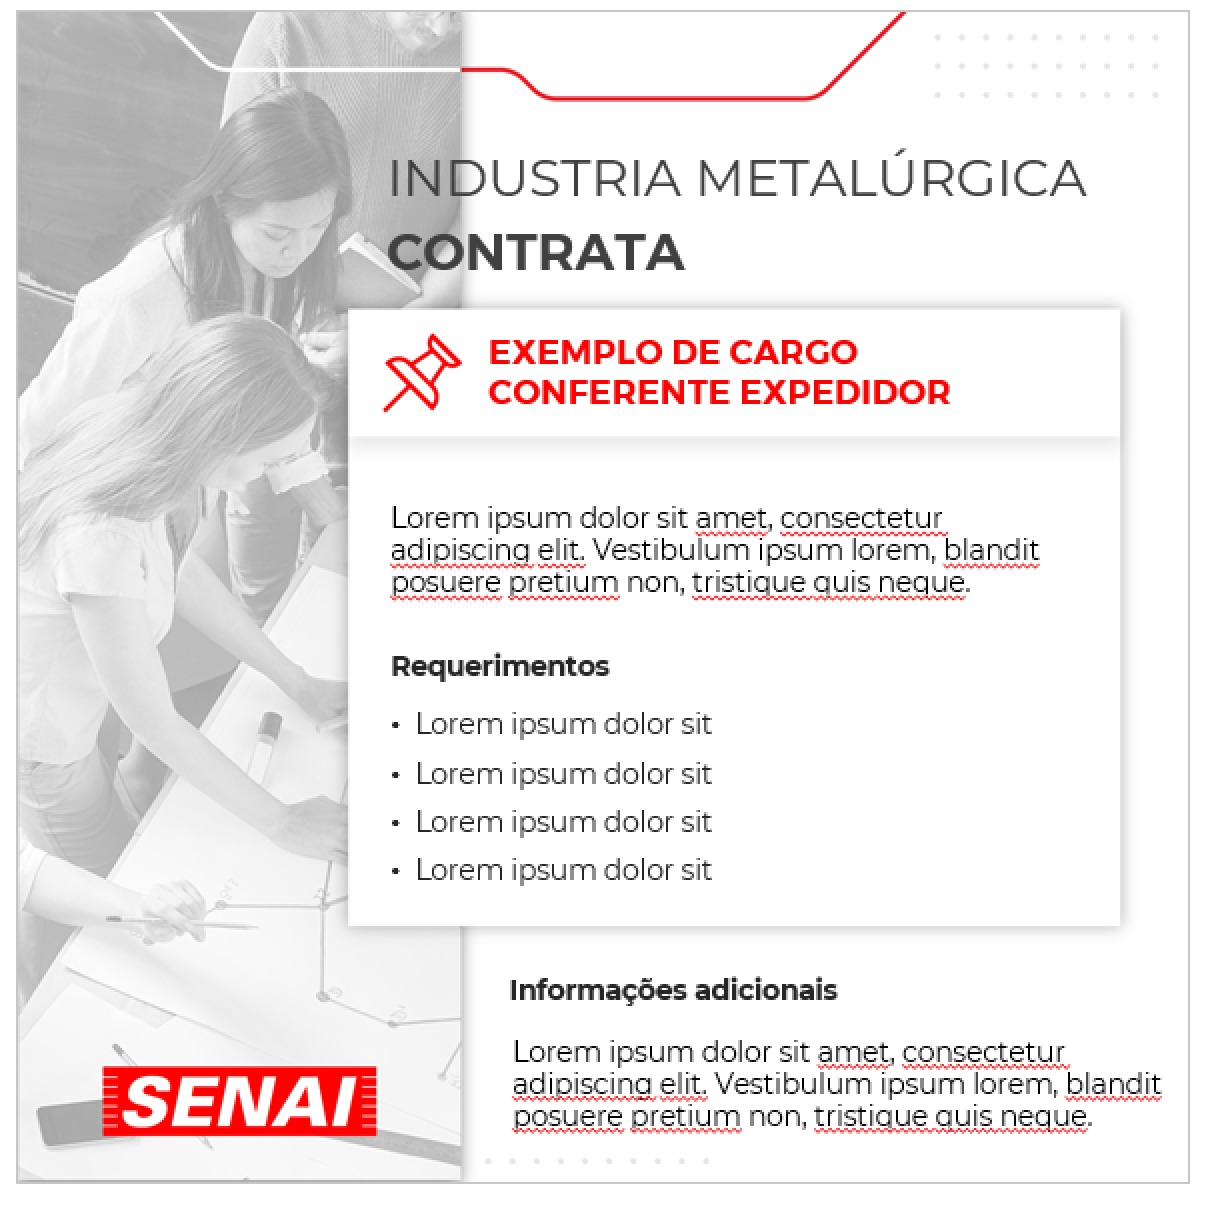 INDUSTRIA METALÚRGICA
CONTRATA
EXEMPLO DE CARGO
CONFERENTE EXPEDIDOR
Lorem ipsum dolor sit amet, consectetur
adipiscing elit. Vestibulum ipsum lorem, blandit
posuere pretium non, tristique quis neque.
Requerimentos
• Lorem ipsum dolor sit
• Lorem ipsum dolor sit
• Lorem ipsum dolor sit
• Lorem ipsum dolor sit
Informações adicionais
Lorem ipsum dolor sit amet, consectetur
adipiscing elit. Vestibulum ipsum lorem, blandit
posuere pretium non, tristique quis neque.
SENAI